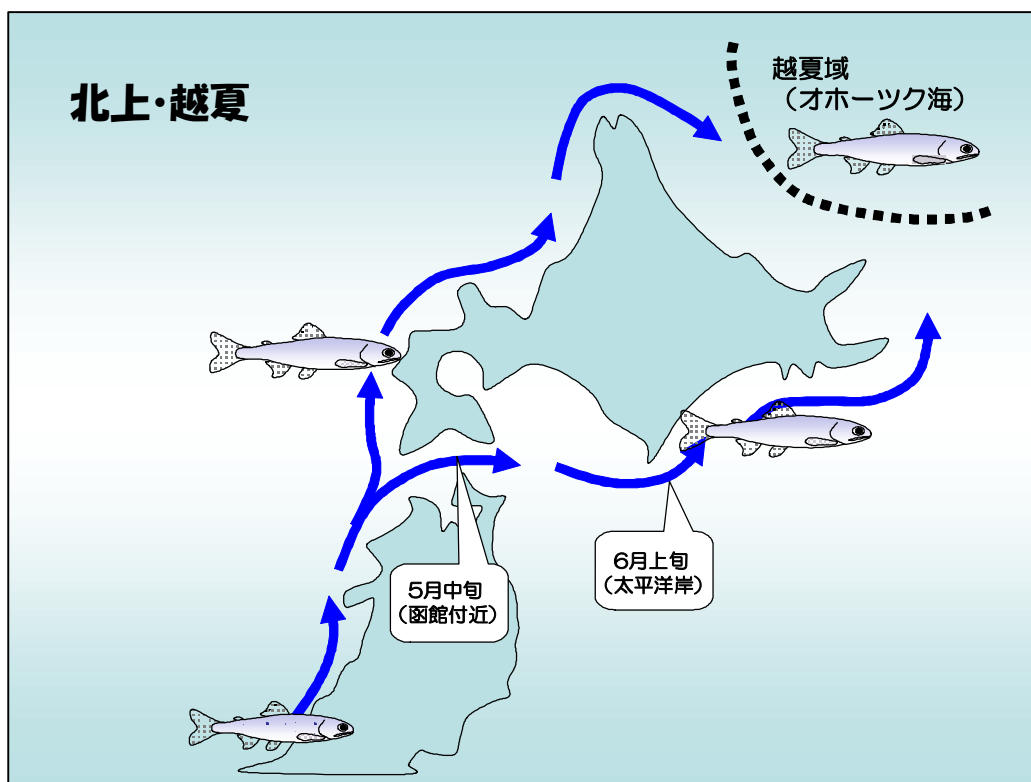 北上・越夏
越夏域
（オホーツク海）
5月中旬
（函館付近）
6月上旬
（太平洋岸）